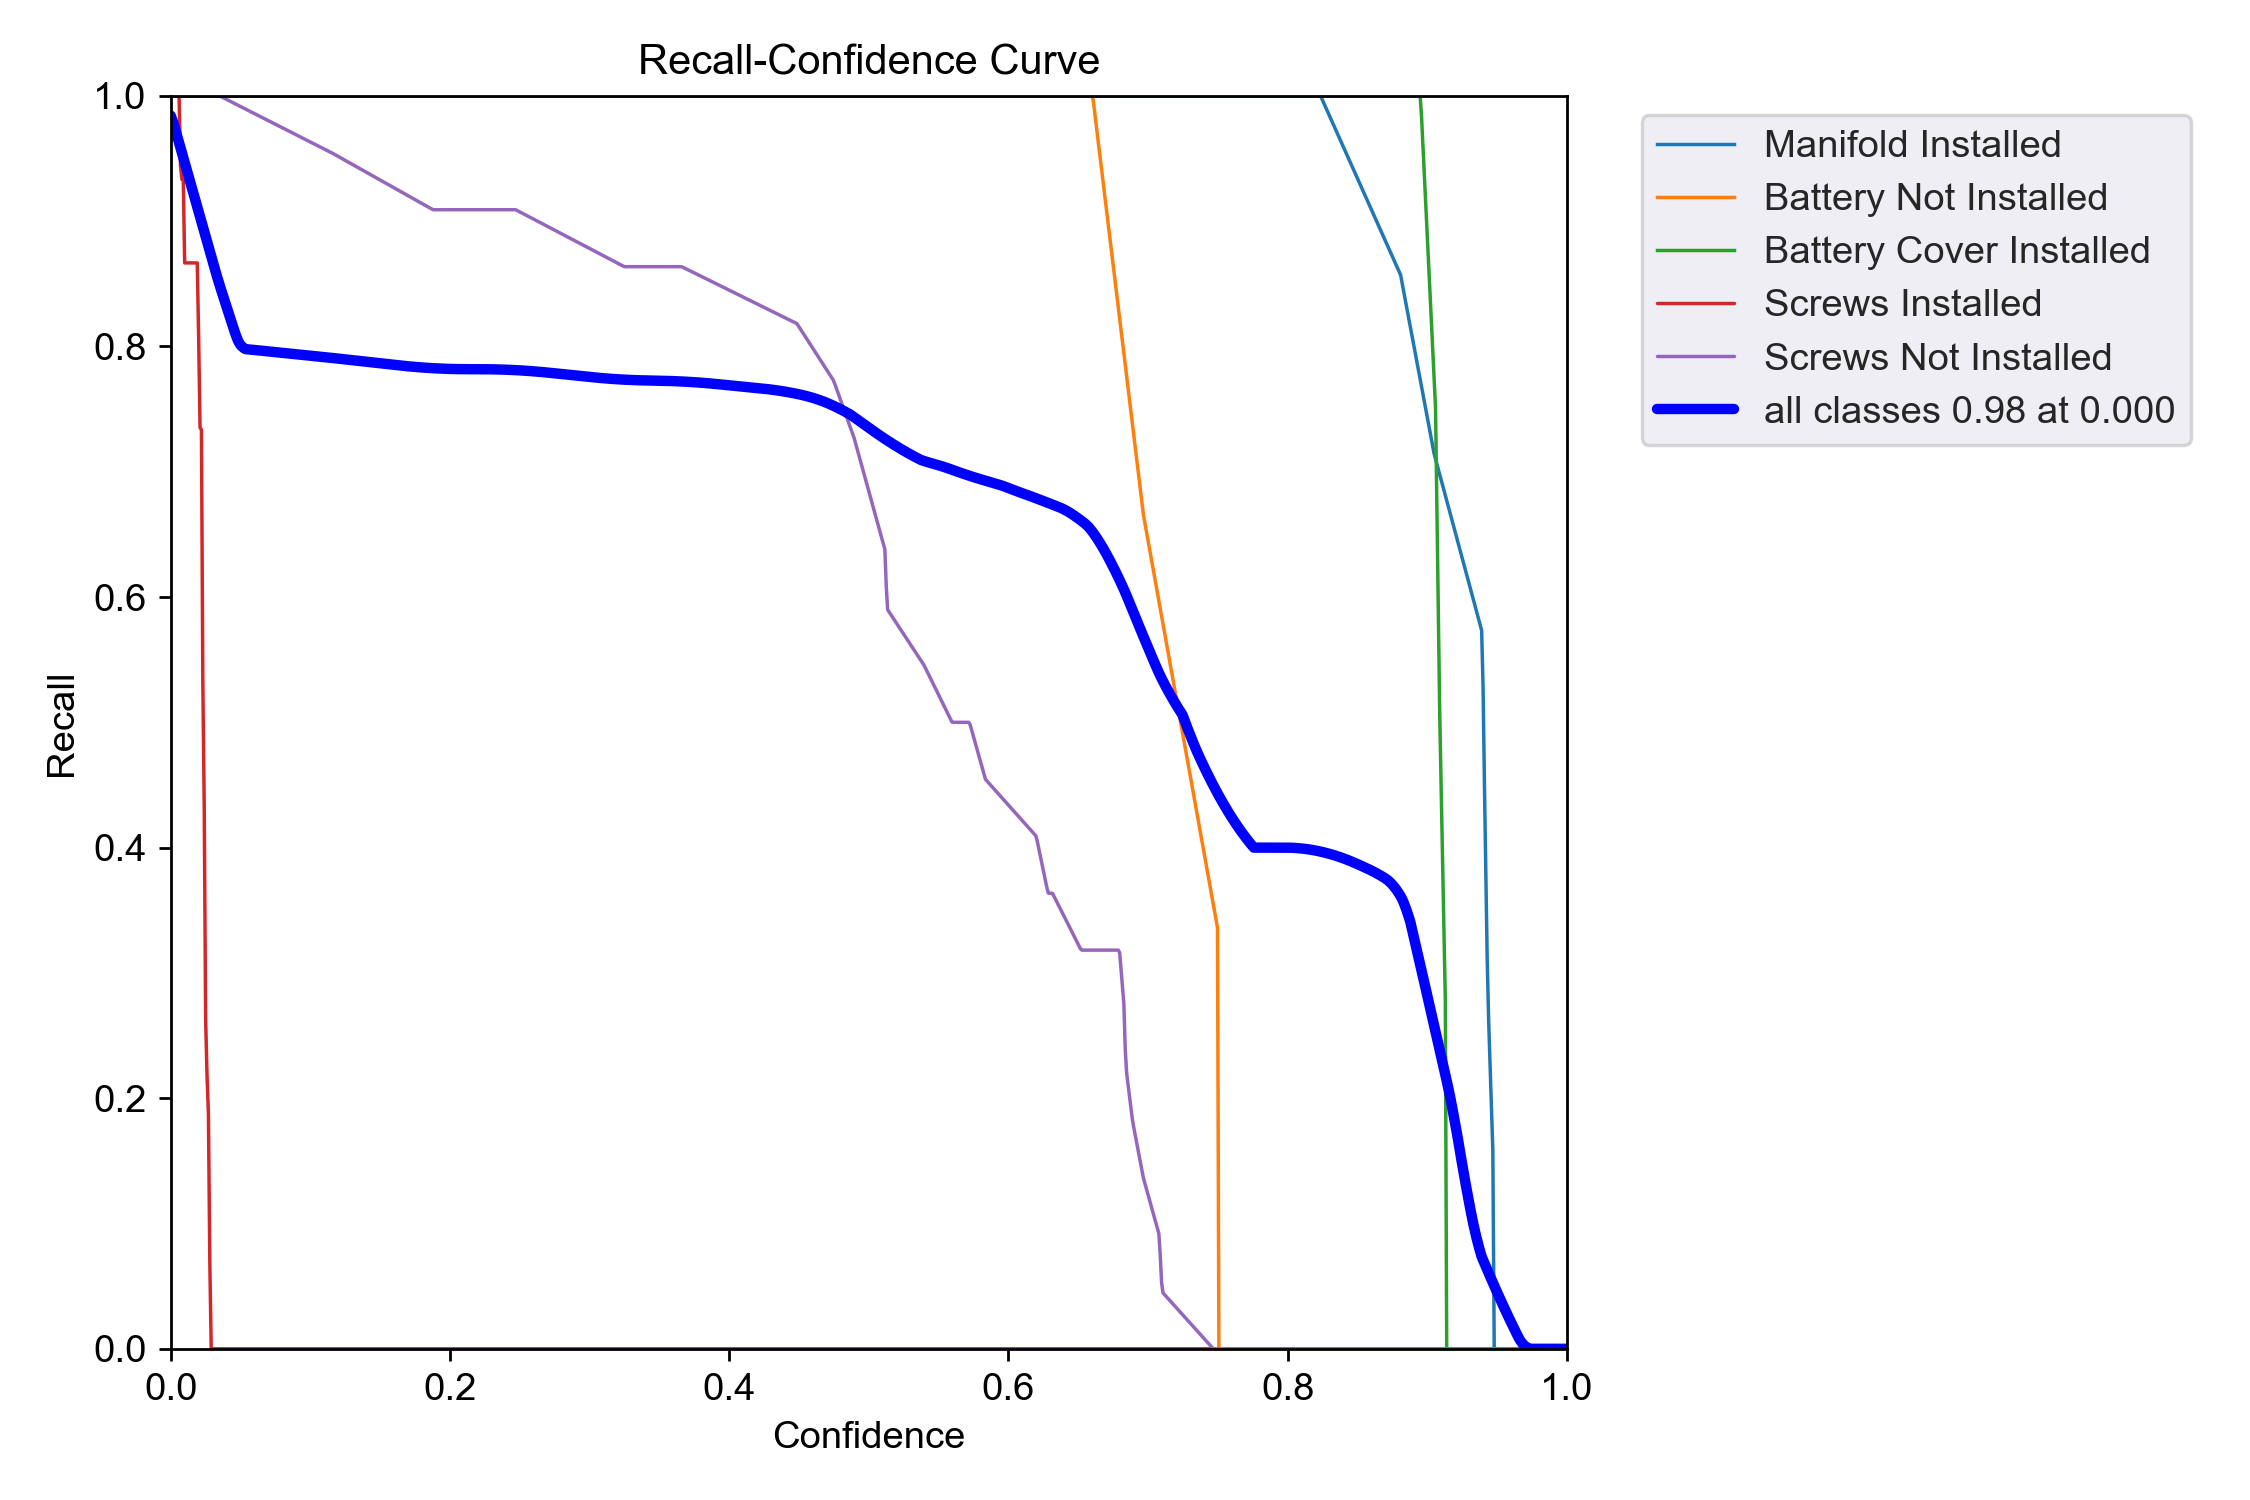 Recall-Confidence Curve
1.0
0.8
0.6
0.4
0.2
0.0
Recall
0.0 0.2 0.4 0.6 0.8 1.0
Confidence
Manifold Installed
Battery Not Installed
Battery Cover Installed
Screws Installed
Screws Not Installed
all classes 0.98 at 0.000